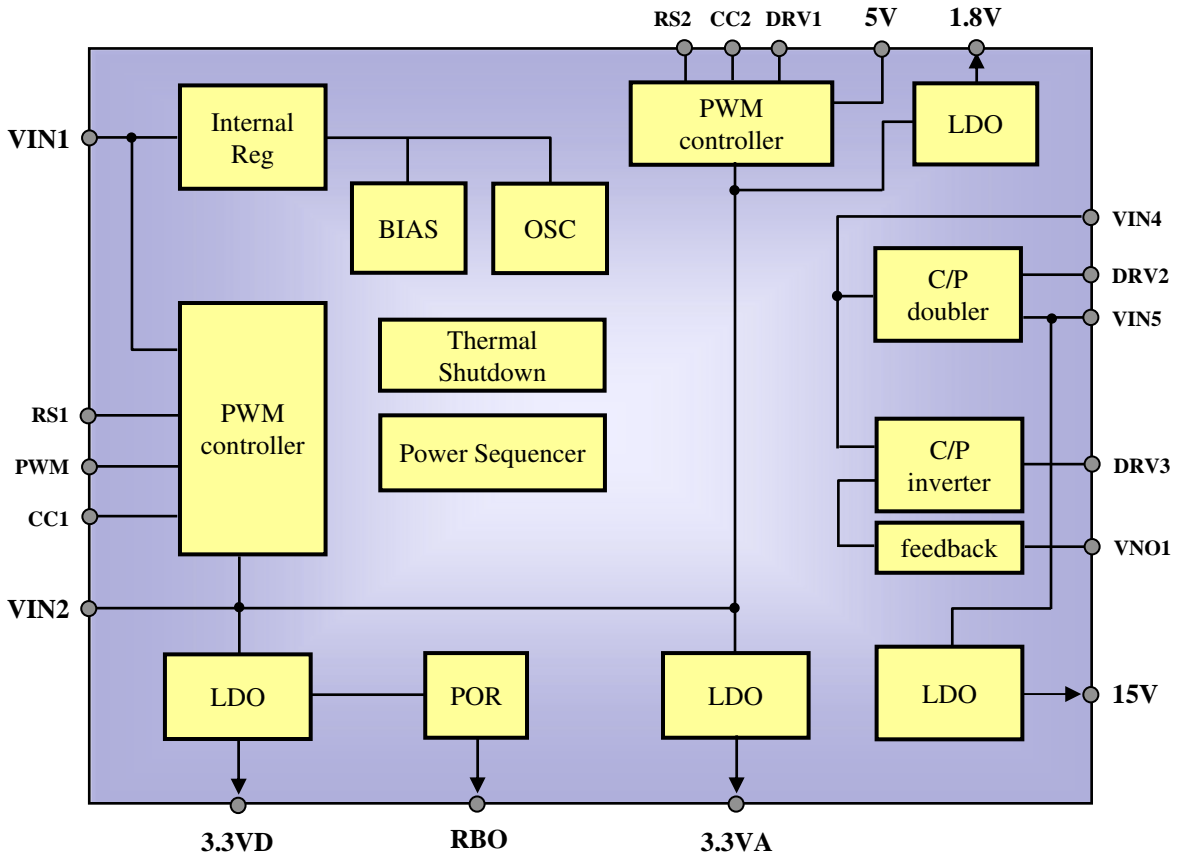 RS2 CC2 DRV1 5V 1.8V
VIN1
Internal
Reg
PWM
controller
LDO
BIAS
OSC
VIN4
C/P
doubler
DRV2
VIN5
Thermal
Shutdown
RS1
PWM
CC1
PWM
controller
Power Sequencer
C/P
inverter
DRV3
feedback
VNO1
VIN2
LDO
POR
LDO
LDO
15V
3.3VD
RBO
3.3VA